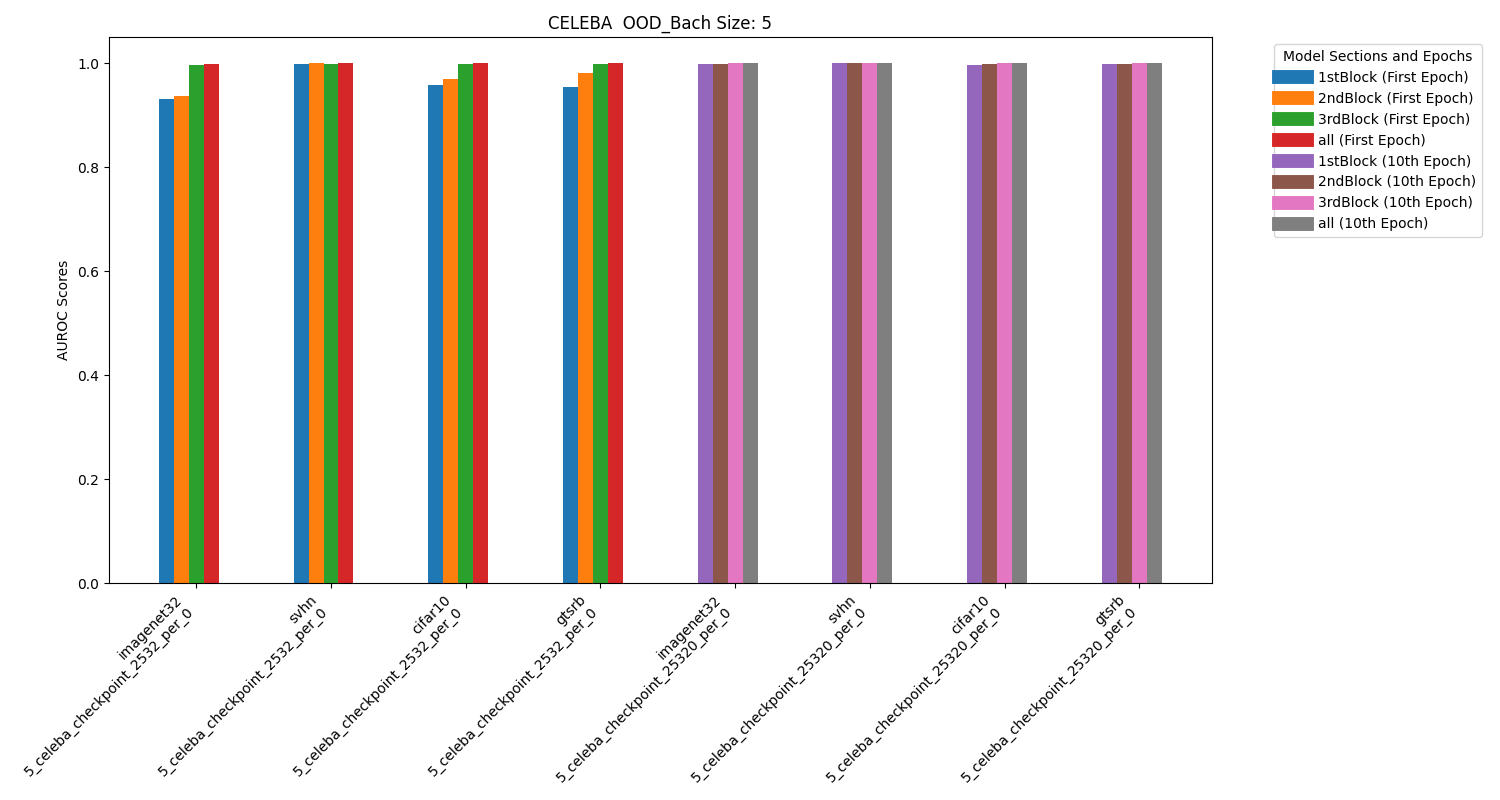 CELEBA  OOD_Bach Size: 5
AUROC Scores
1.0
0.8
0.6
0.4
0.2
0.0
imagenet32
5_celeba_checkpoint_2532_per_0
svhn
5_celeba_checkpoint_2532_per_0
cifar10
5_celeba_checkpoint_2532_per_0
gtsrb
5_celeba_checkpoint_2532_per_0
imagenet32
5_celeba_checkpoint_25320_per_0
svhn
5_celeba_checkpoint_25320_per_0
cifar10
5_celeba_checkpoint_25320_per_0
gtsrb
5_celeba_checkpoint_25320_per_0
Model Sections and Epochs
1stBlock (First Epoch)
2ndBlock (First Epoch)
3rdBlock (First Epoch)
all (First Epoch)
1stBlock (10th Epoch)
2ndBlock (10th Epoch)
3rdBlock (10th Epoch)
all (10th Epoch)